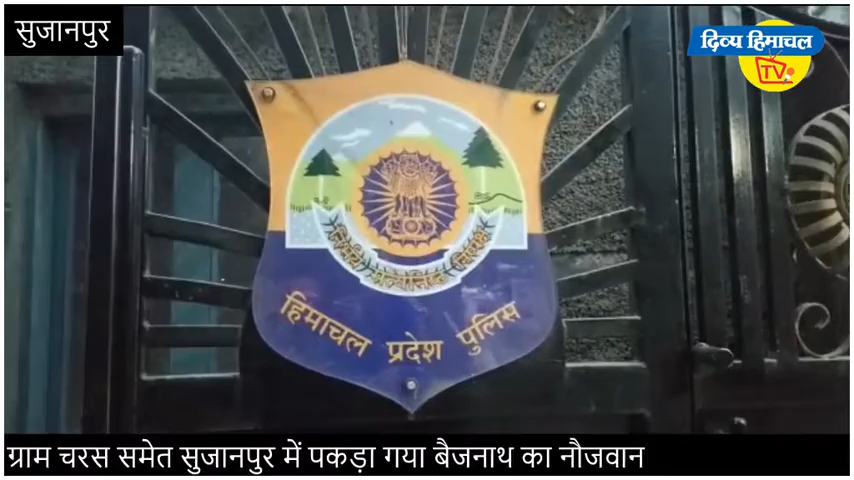 सुजानपुर
दिव्य हिमाचल
TV
हिमाचल प्रदेश पुलिस
ग्राम चरस समेत सुजानपुर में पकड़ा गया बैजनाथ का नौजवान